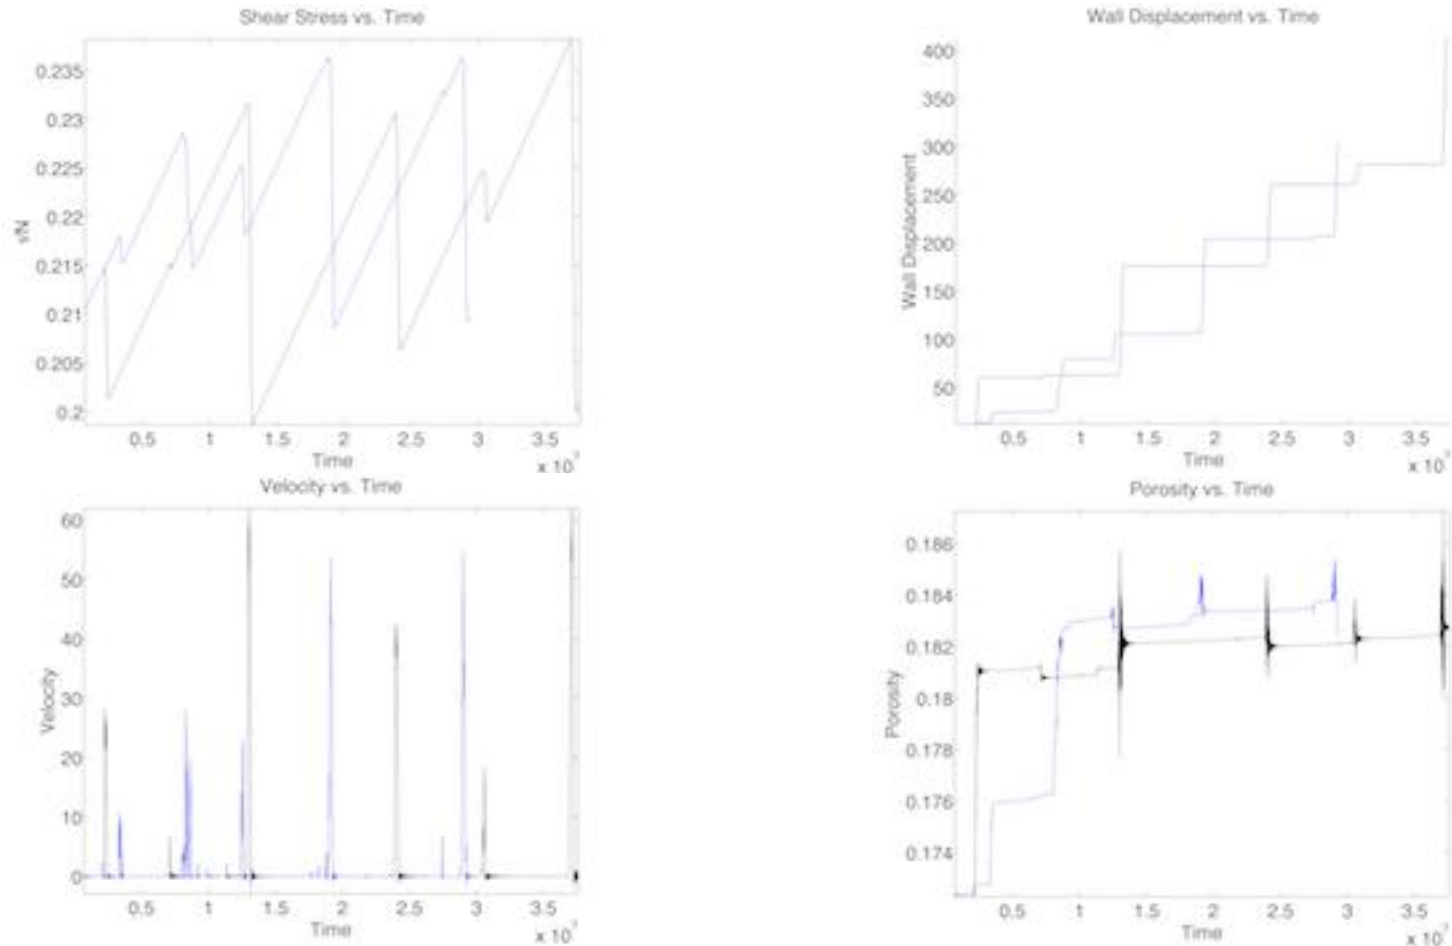 Shear Stress vs. Time
0.235
0.23
0.225
0.22
0.215
0.21
0.205
0.2
τ/N
0.5 1 1.5 2 2.5 3 3.5
Time
x 10⁷
Wall Displacement vs. Time
400
350
300
250
200
150
100
50
Wall Displacement
0.5 1 1.5 2 2.5 3 3.5
Time
x 10⁷
Velocity vs. Time
60
50
40
30
20
10
0
Velocity
0.5 1 1.5 2 2.5 3 3.5
Time
x 10⁷
Porosity vs. Time
0.186
0.184
0.182
0.18
0.178
0.176
0.174
Porosity
0.5 1 1.5 2 2.5 3 3.5
Time
x 10⁷